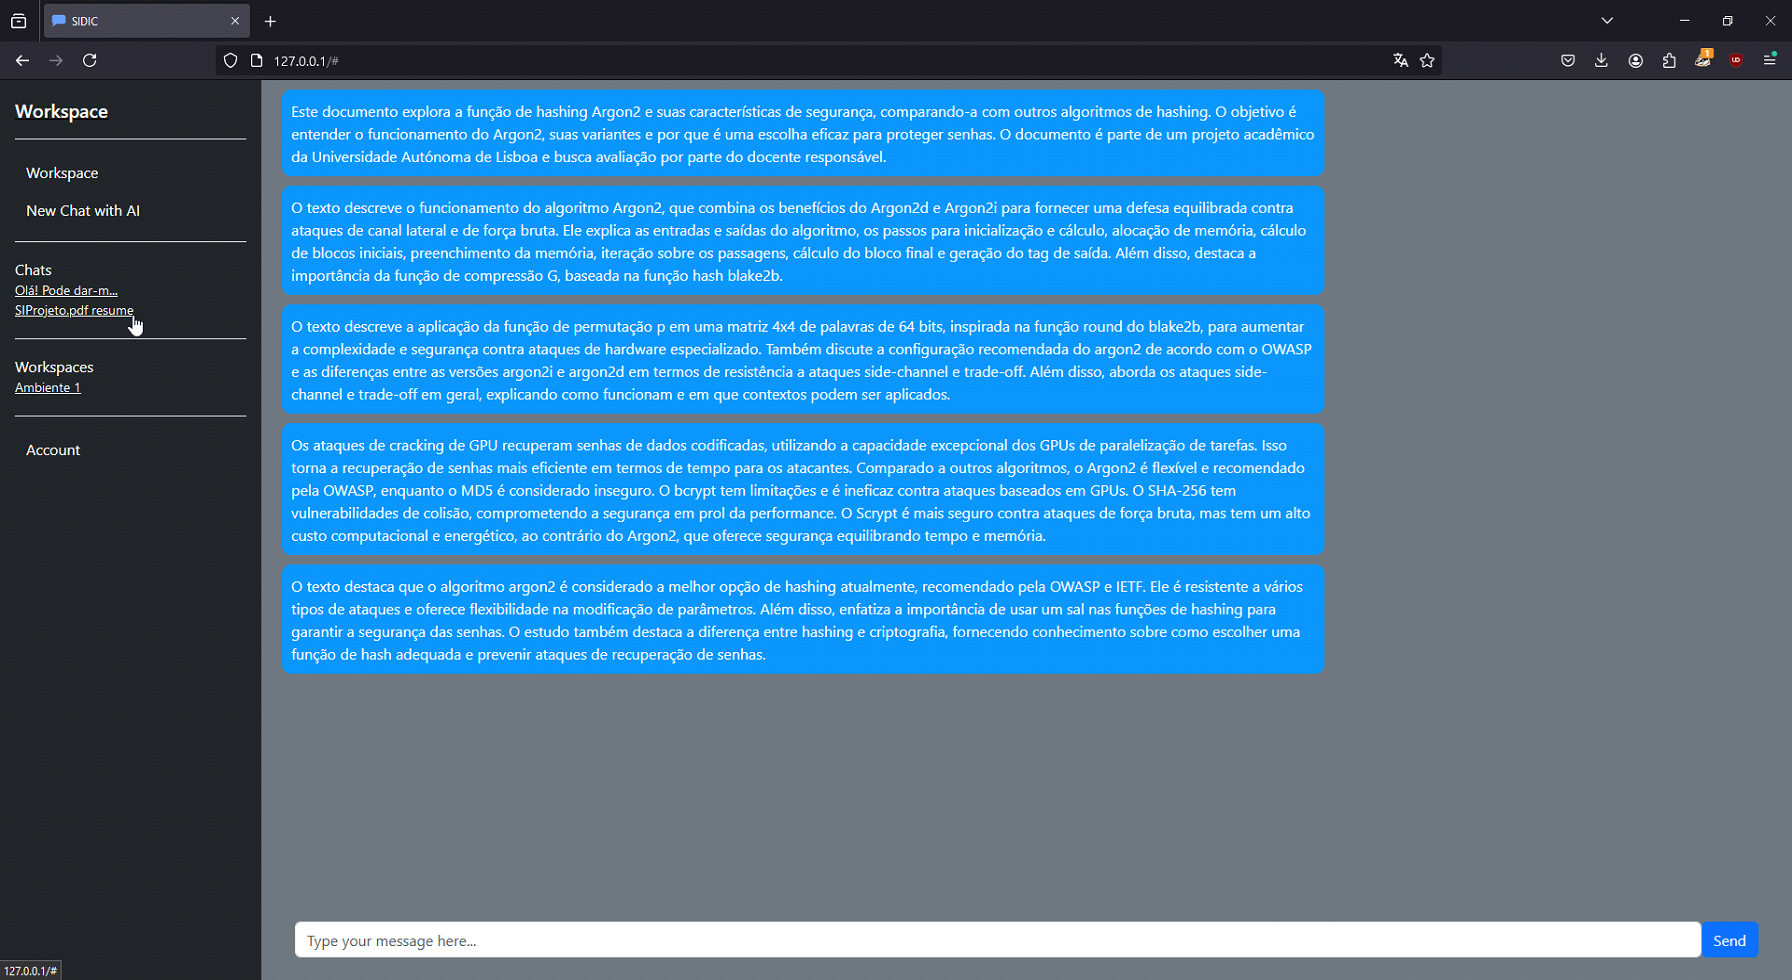 SIDIC
127.0.0.1/#
1
Workspace
Workspace
New Chat with AI
Chats
Olá! Pode dar-m...
SIProjeto.pdf resume
Workspaces
Ambiente 1
Account
Este documento explora a função de hashing Argon2 e suas características de segurança, comparando-a com outros algoritmos de hashing. O objetivo é
entender o funcionamento do Argon2, suas variantes e por que é uma escolha eficaz para proteger senhas. O documento é parte de um projeto acadêmico
da Universidade Autónoma de Lisboa e busca avaliação por parte do docente responsável.
O texto descreve o funcionamento do algoritmo Argon2, que combina os benefícios do Argon2d e Argon2i para fornecer uma defesa equilibrada contra
ataques de canal lateral e de força bruta. Ele explica as entradas e saídas do algoritmo, os passos para inicialização e cálculo, alocação de memória, cálculo
de blocos iniciais, preenchimento da memória, iteração sobre os passagens, cálculo do bloco final e geração do tag de saída. Além disso, destaca a
importância da função de compressão G, baseada na função hash blake2b.
O texto descreve a aplicação da função de permutação p em uma matriz 4x4 de palavras de 64 bits, inspirada na função round do blake2b, para aumentar
a complexidade e segurança contra ataques de hardware especializado. Também discute a configuração recomendada do argon2 de acordo com o OWASP
e as diferenças entre as versões argon2i e argon2d em termos de resistência a ataques side-channel e trade-off. Além disso, aborda os ataques side-
channel e trade-off em geral, explicando como funcionam e em que contextos podem ser aplicados.
Os ataques de cracking de GPU recuperam senhas de dados codificadas, utilizando a capacidade excepcional dos GPUs de paralelização de tarefas. Isso
torna a recuperação de senhas mais eficiente em termos de tempo para os atacantes. Comparado a outros algoritmos, o Argon2 é flexível e recomendado
pela OWASP, enquanto o MD5 é considerado inseguro. O bcrypt tem limitações e é ineficaz contra ataques baseados em GPUs. O SHA-256 tem
vulnerabilidades de colisão, comprometendo a segurança em prol da performance. O Scrypt é mais seguro contra ataques de força bruta, mas tem um alto
custo computacional e energético, ao contrário do Argon2, que oferece segurança equilibrando tempo e memória.
O texto destaca que o algoritmo argon2 é considerado a melhor opção de hashing atualmente, recomendado pela OWASP e IETF. Ele é resistente a vários
tipos de ataques e oferece flexibilidade na modificação de parâmetros. Além disso, enfatiza a importância de usar um sal nas funções de hashing para
garantir a segurança das senhas. O estudo também destaca a diferença entre hashing e criptografia, fornecendo conhecimento sobre como escolher uma
função de hash adequada e prevenir ataques de recuperação de senhas.
Type your message here...
Send
127.0.0.1/#